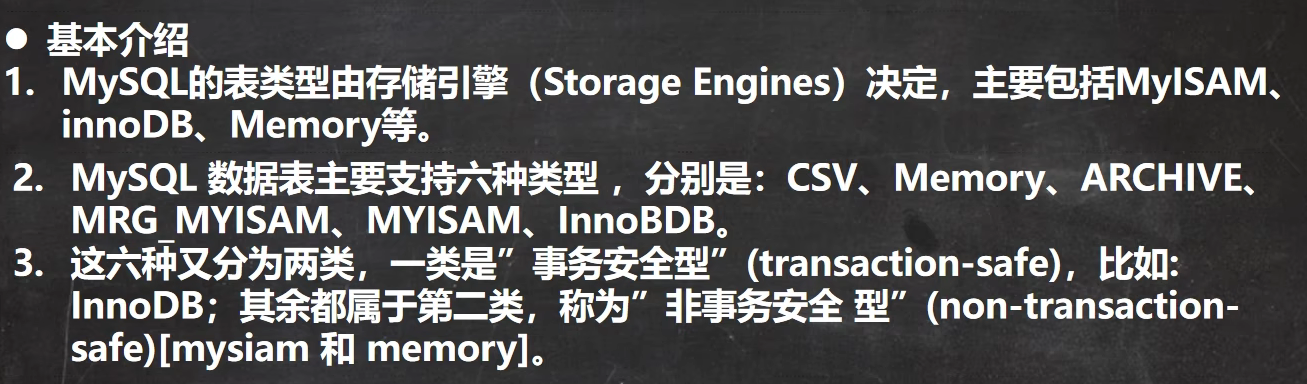 ● 基本介绍
1. MySQL的表类型由存储引擎（Storage Engines）决定，主要包括MyISAM、
innoDB、Memory等。
2. MySQL 数据表主要支持六种类型 ，分别是：CSV、Memory、ARCHIVE、
MRG_MYISAM、MYISAM、InnoBDB。
3. 这六种又分为两类，一类是”事务安全型”(transaction-safe)，比如:
InnoDB；其余都属于第二类，称为”非事务安全 型”(non-transaction-
safe)[mysiam 和 memory]。